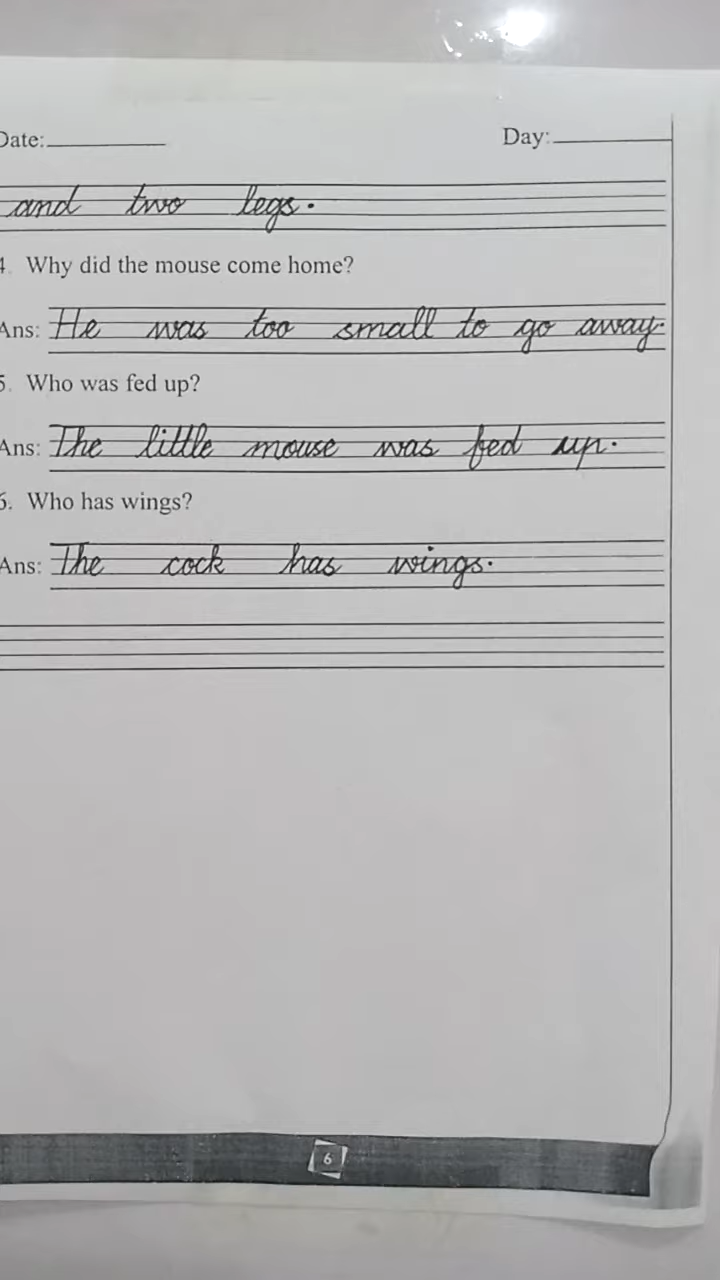 Date:
Day:
and two legs.
4. Why did the mouse come home?
Ans: He was too small to go away.
5. Who was fed up?
Ans: The little mouse was fed up.
6. Who has wings?
Ans: The cock has wings.
6